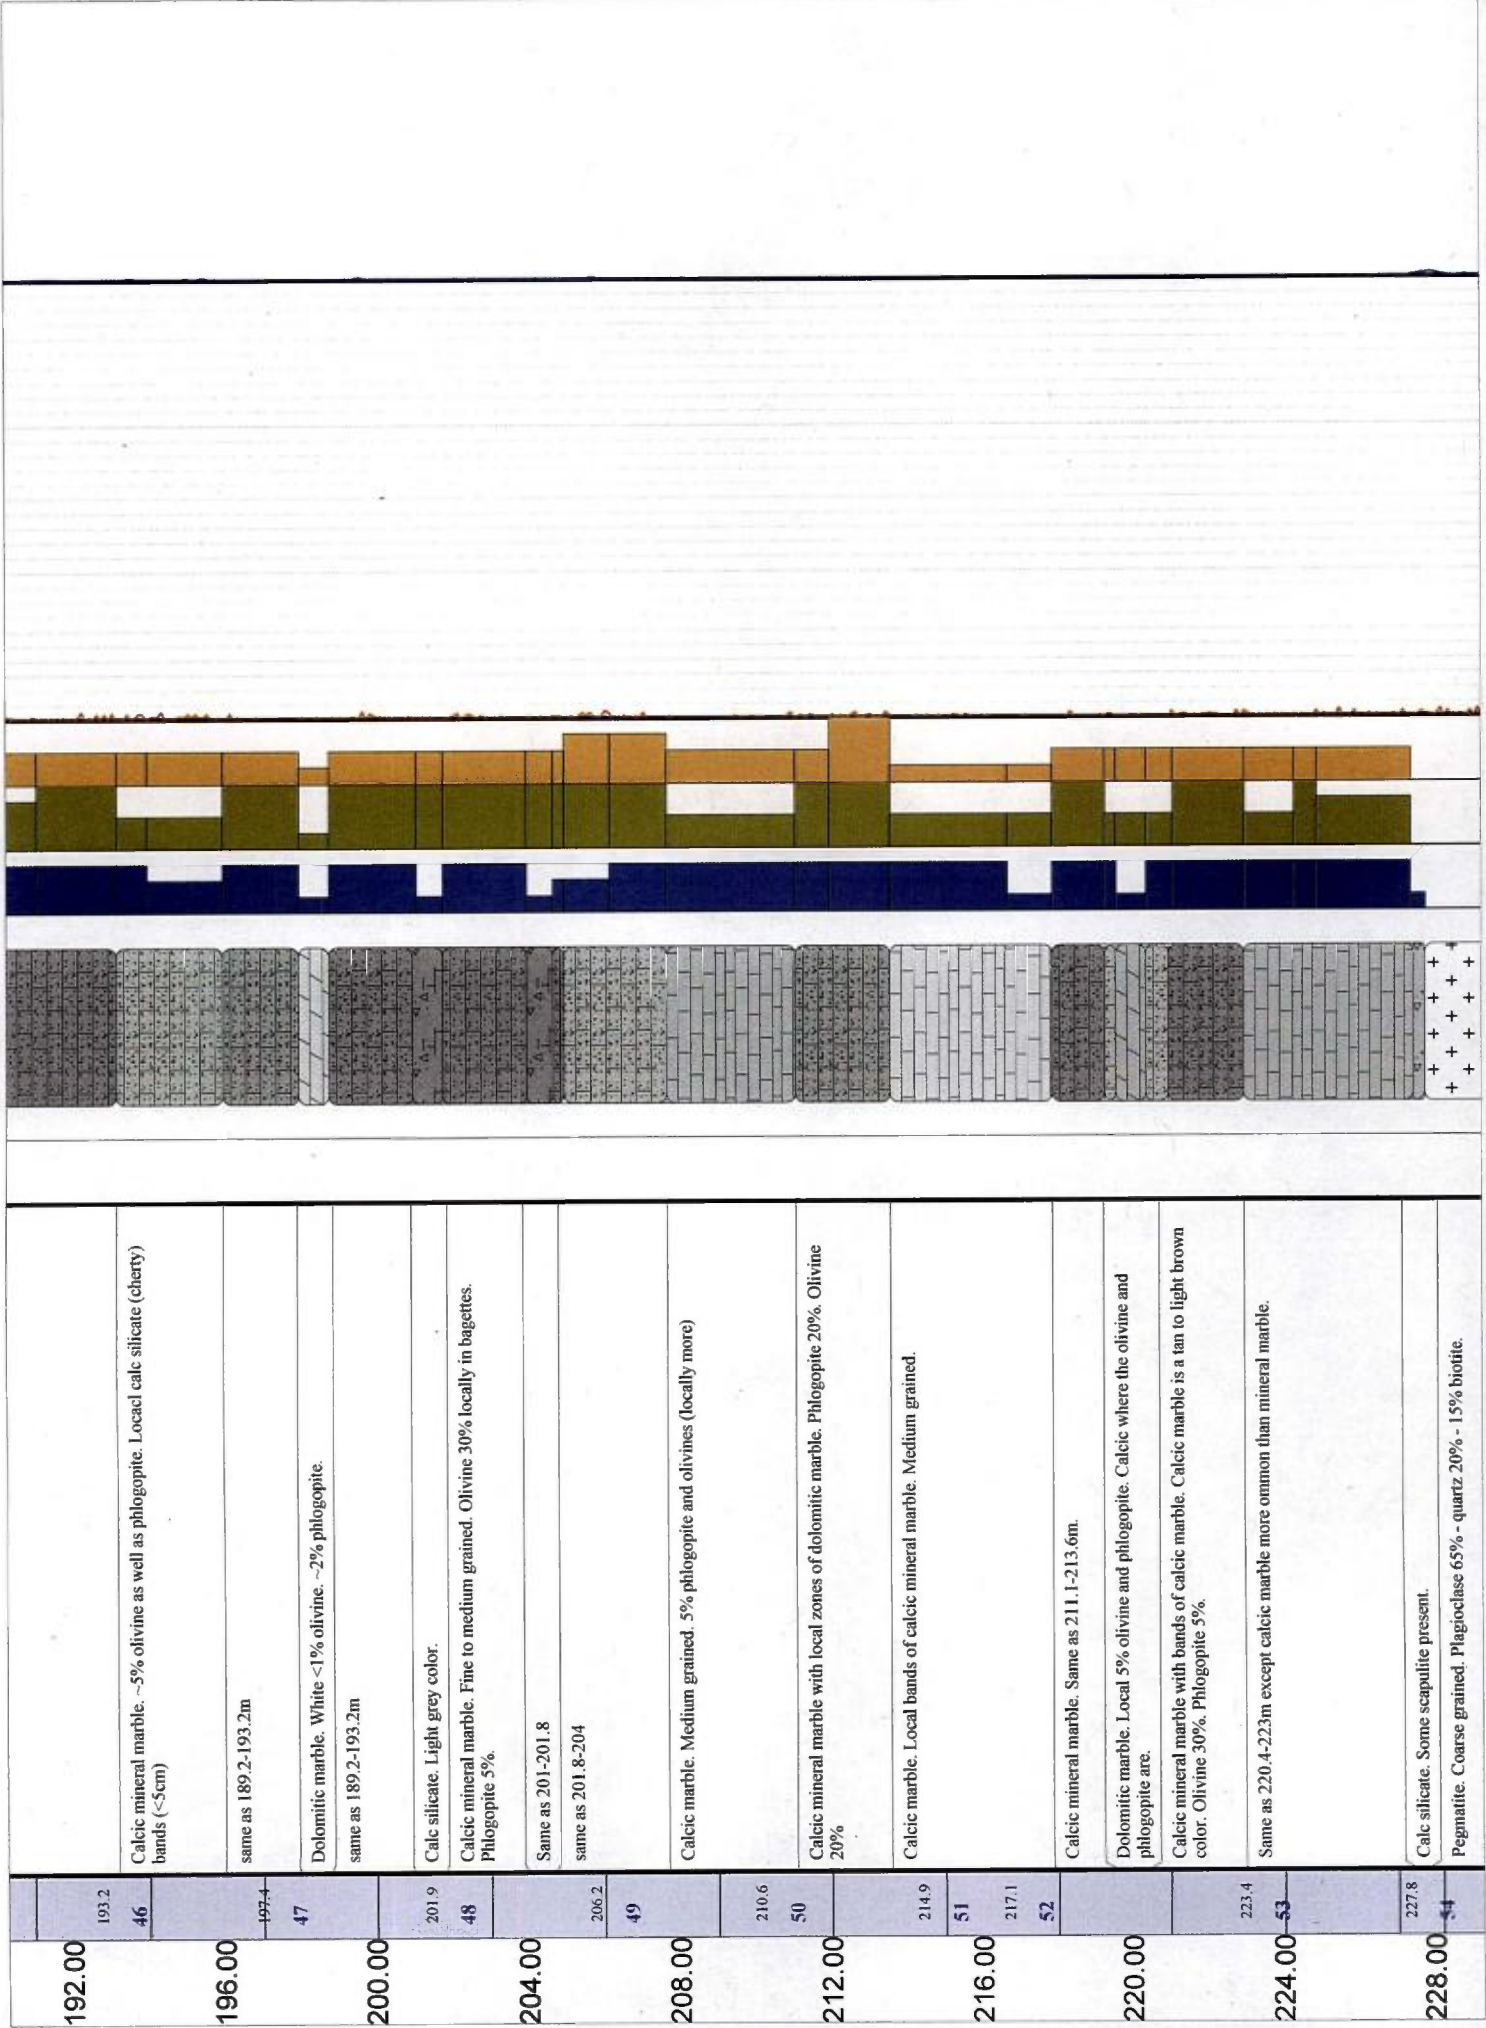 192.00
193.2
46
Calcic mineral marble. ~5% olivine as well as phlogopite. Locacl calc silicate (cherty)
bands (<5cm)
196.00
same as 189.2-193.2m
197.4
47
Dolomitic marble. White <1% olivine. ~2% phlogopite.
same as 189.2-193.2m
200.00
201.9
Calc silicate. Light grey color.
48
Calcic mineral marble. Fine to medium grained. Olivine 30% locally in bagettes.
Phlogopite 5%.
204.00
Same as 201-201.8
same as 201.8-204
206.2
49
208.00
Calcic marble. Medium grained. 5% phlogopite and olivines (locally more)
210.6
50
212.00
Calcic mineral marble with local zones of dolomitic marble. Phlogopite 20%. Olivine
20%
214.9
Calcic marble. Local bands of calcic mineral marble. Medium grained.
51
216.00
217.1
52
Calcic mineral marble. Same as 211.1-213.6m.
220.00
Dolomitic marble. Local 5% olivine and phlogopite. Calcic where the olivine and
phlogopite are.
Calcic mineral marble with bands of calcic marble. Calcic marble is a tan to light brown
color. Olivine 30%. Phlogopite 5%.
223.4
53
224.00
Same as 220.4-223m except calcic marble more ommon than mineral marble.
227.8
Calc silicate. Some scapulite present.
54
228.00
Pegmatite. Coarse grained. Plagioclase 65% - quartz 20% - 15% biotite.